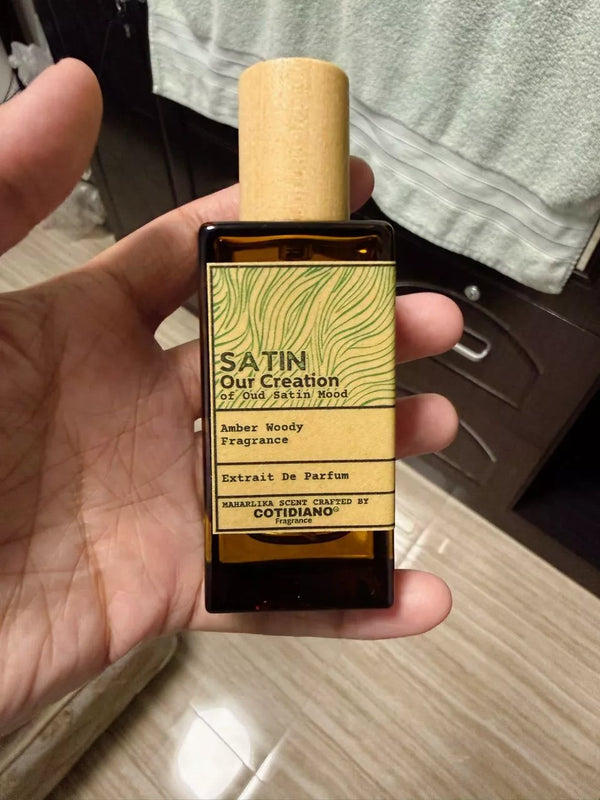 SATIN
Our Creation
of Oud Satin Mood
Amber Woody
Fragrance
Extrait De Parfum
MAHARLIKA SCENT CRAFTED BY
COTIDIANO
Fragrance